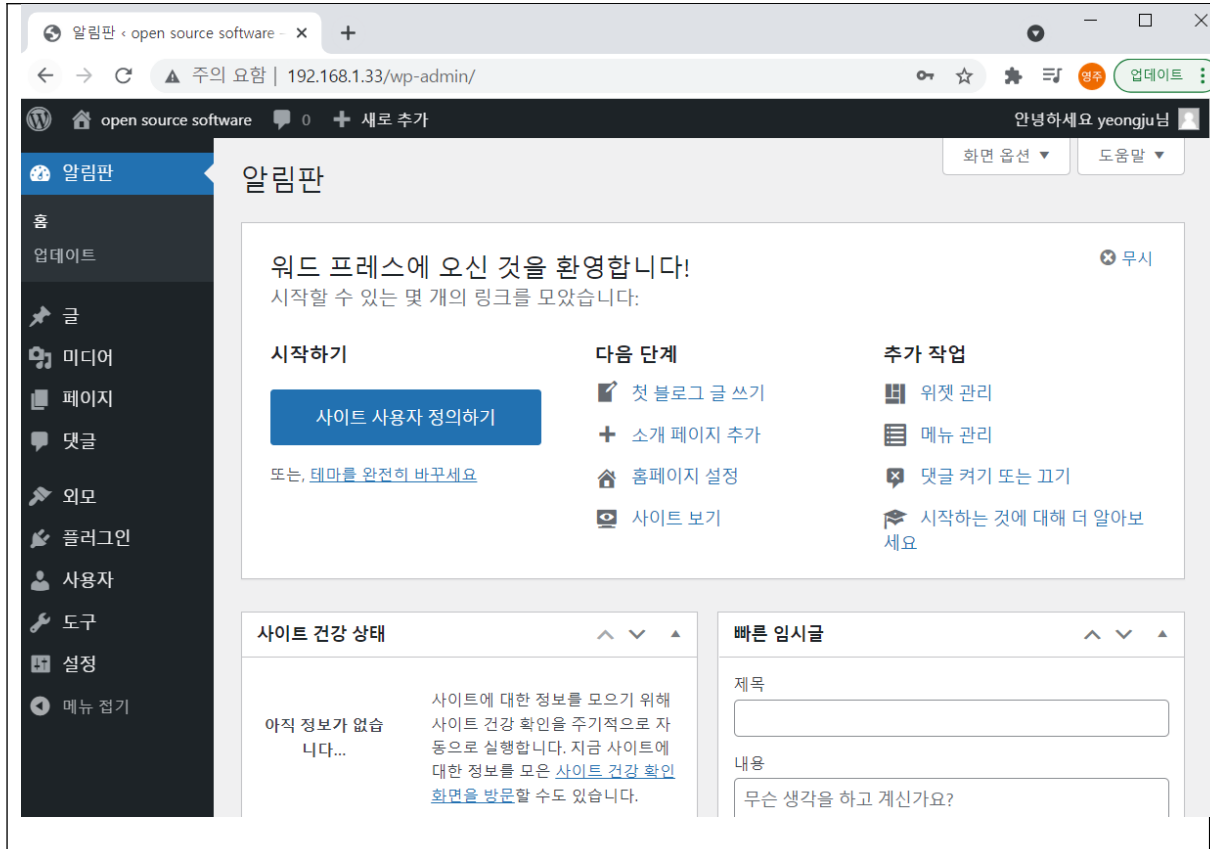 알림판 ‹ open source software –
주의 요함 | 192.168.1.33/wp-admin/
영주
업데이트
open source software
0
새로 추가
안녕하세요 yeongju님
알림판
홈
업데이트
글
미디어
페이지
댓글
외모
플러그인
사용자
도구
설정
메뉴 접기
알림판
화면 옵션
도움말
워드 프레스에 오신 것을 환영합니다!
무시
시작할 수 있는 몇 개의 링크를 모았습니다:
시작하기
사이트 사용자 정의하기
또는, 테마를 완전히 바꾸세요
다음 단계
첫 블로그 글 쓰기
소개 페이지 추가
홈페이지 설정
사이트 보기
추가 작업
위젯 관리
메뉴 관리
댓글 켜기 또는 끄기
시작하는 것에 대해 더 알아보
세요
사이트 건강 상태
아직 정보가 없습
니다...
사이트에 대한 정보를 모으기 위해
사이트 건강 확인을 주기적으로 자
동으로 실행합니다. 지금 사이트에
대한 정보를 모은 사이트 건강 확인
화면을 방문할 수도 있습니다.
빠른 임시글
제목
내용
무슨 생각을 하고 계신가요?